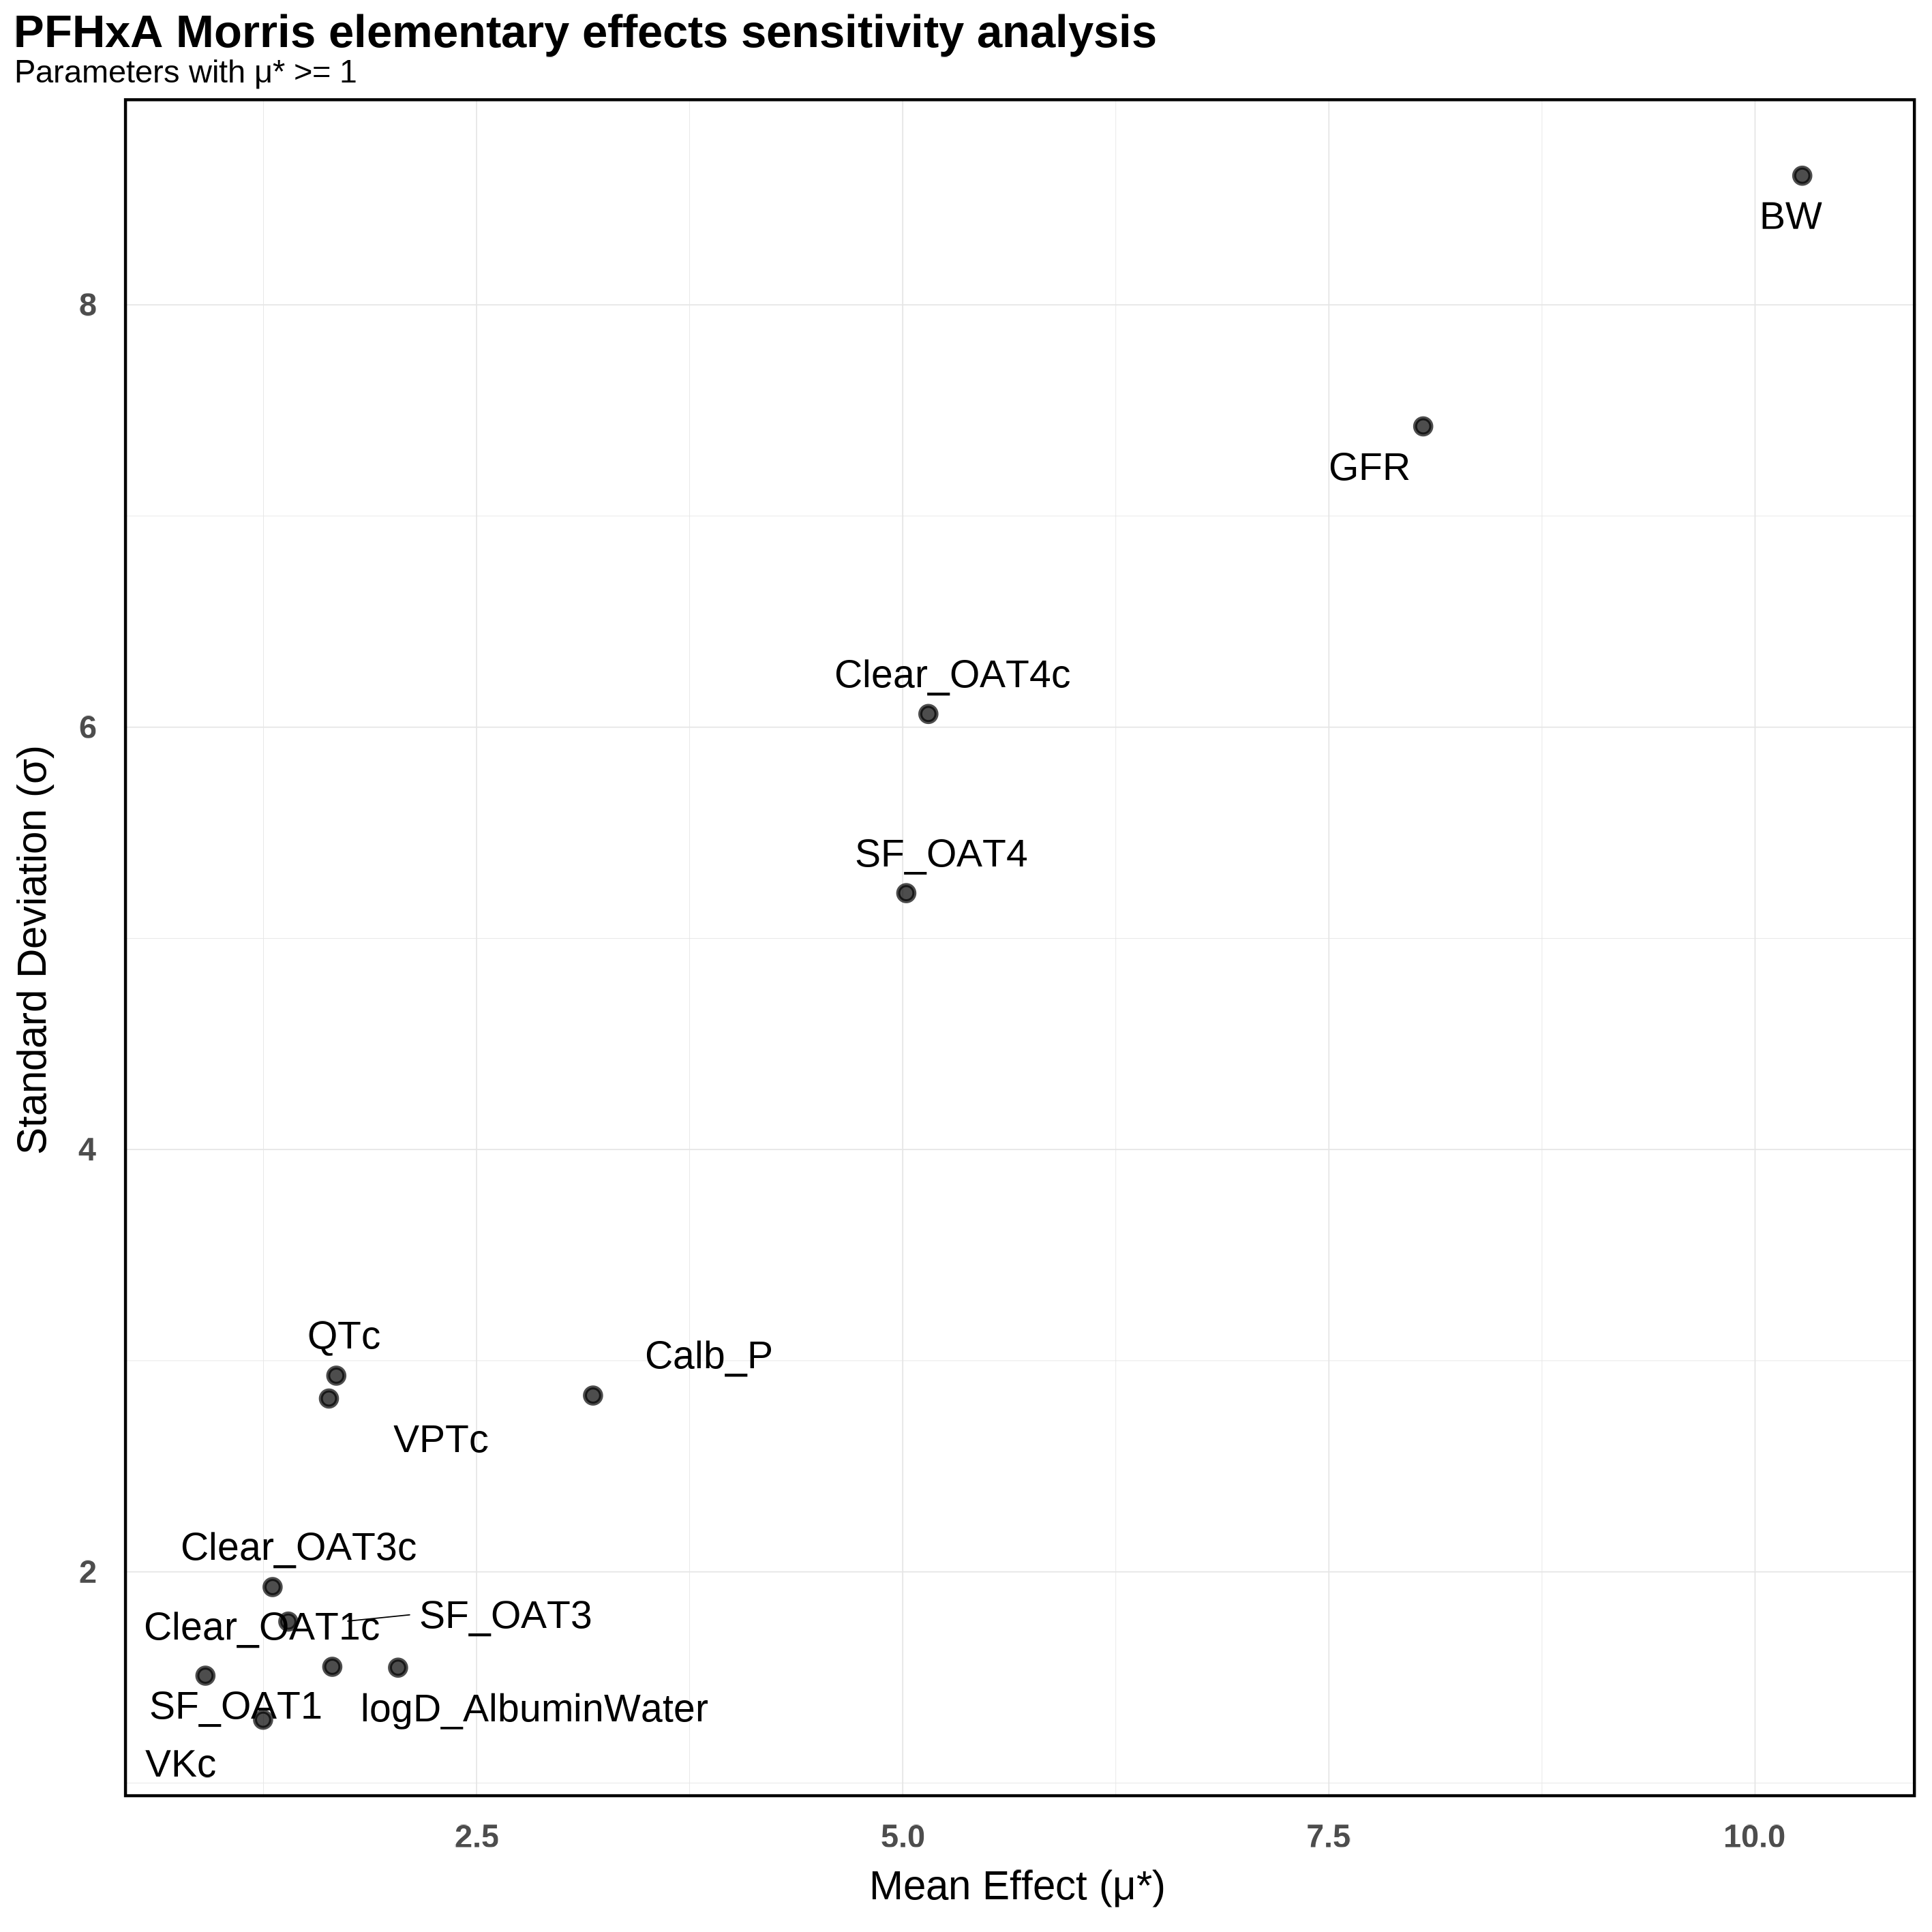 PFHxA Morris elementary effects sensitivity analysis
Parameters with μ* >= 1
BW
8
GFR
Clear_OAT4c
6
SF_OAT4
Standard Deviation (σ)
4
QTc
Calb_P
VPTc
Clear_OAT3c
2
SF_OAT3
Clear_OAT1c
SF_OAT1
logD_AlbuminWater
VKc
2.5
5.0
7.5
10.0
Mean Effect (μ*)